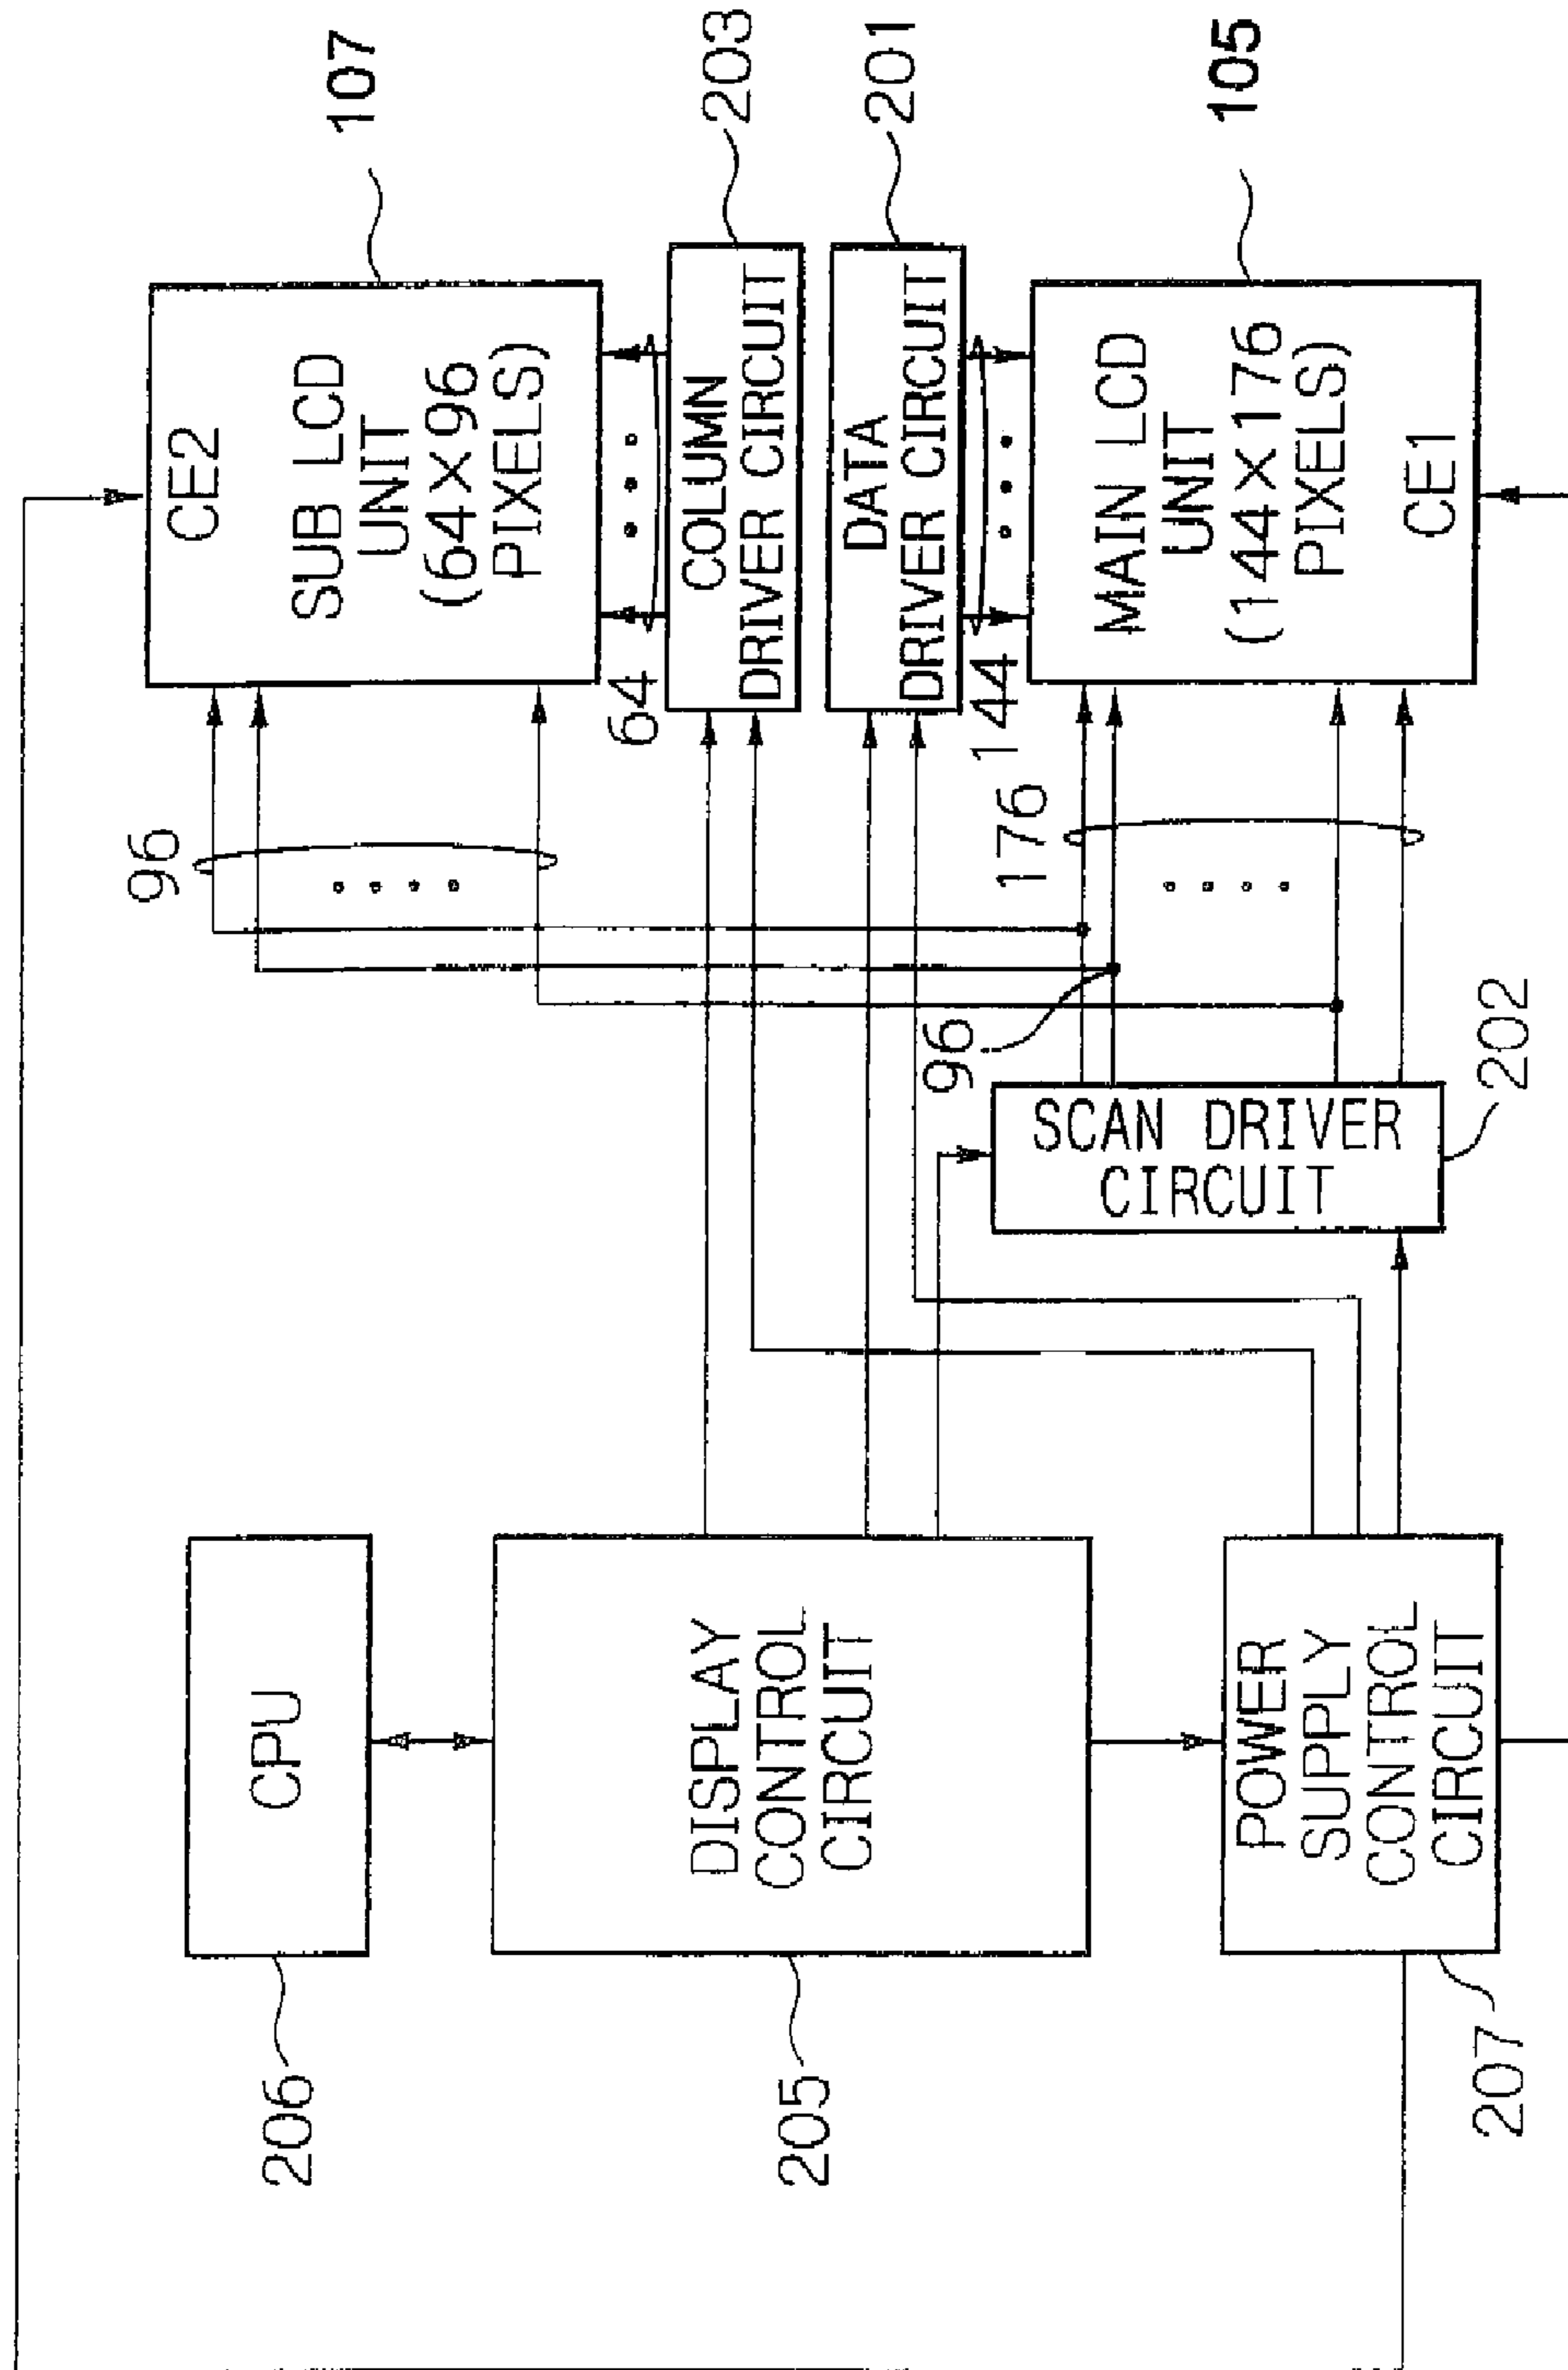 CPU
206
DISPLAY
CONTROL
CIRCUIT
205
POWER
SUPPLY
CONTROL
CIRCUIT
207
SCAN DRIVER
CIRCUIT
202
96
96
176
CE2
SUB LCD
UNIT
(64×96
PIXELS)
107
64
COLUMN
DRIVER CIRCUIT
203
DATA
DRIVER CIRCUIT
201
144
MAIN LCD
UNIT
(144×176
PIXELS)
CE1
105